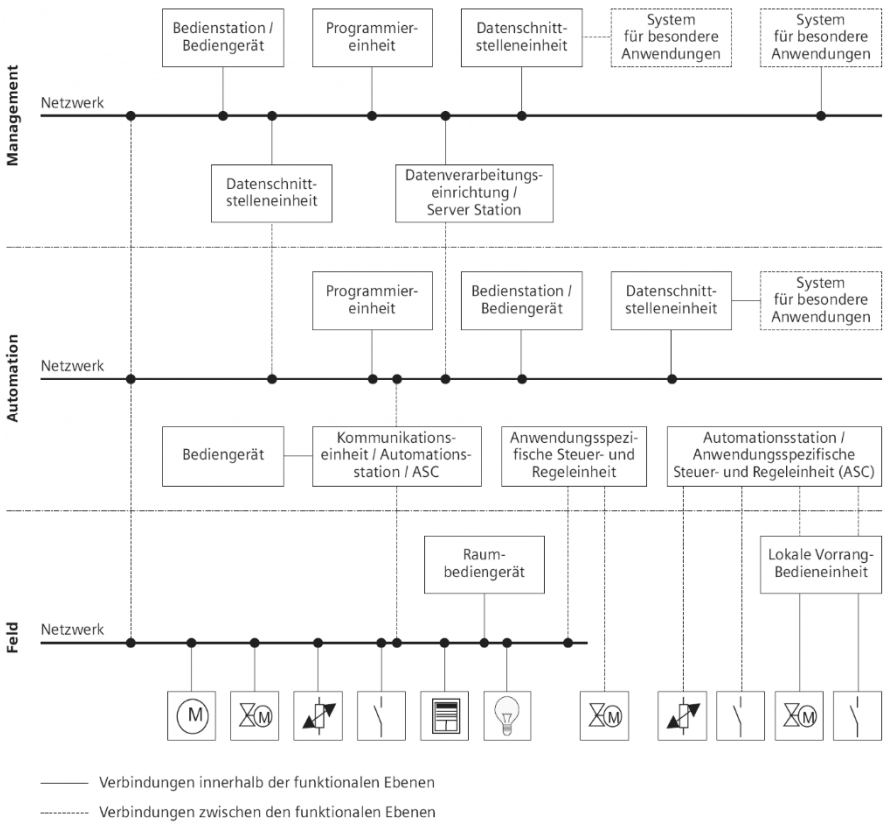 Management
Bedienstation /
Bediengerät
Programmier-
einheit
Datenschnitt-
stelleneinheit
System
für besondere
Anwendungen
System
für besondere
Anwendungen
Netzwerk
Datenschnitt-
stelleneinheit
Datenverarbeitungs-
einrichtung /
Server Station
Automation
Programmier-
einheit
Bedienstation /
Bediengerät
Datenschnitt-
stelleneinheit
System
für besondere
Anwendungen
Netzwerk
Bediengerät
Kommunikations-
einheit / Automations-
station / ASC
Anwendungsspezi-
fische Steuer- und
Regeleinheit
Automationsstation /
Anwendungsspezifische
Steuer- und Regeleinheit (ASC)
Feld
Raum-
bediengerät
Lokale Vorrang-
Bedieneinheit
Netzwerk
M
M
M
M
Verbindungen innerhalb der funktionalen Ebenen
Verbindungen zwischen den funktionalen Ebenen